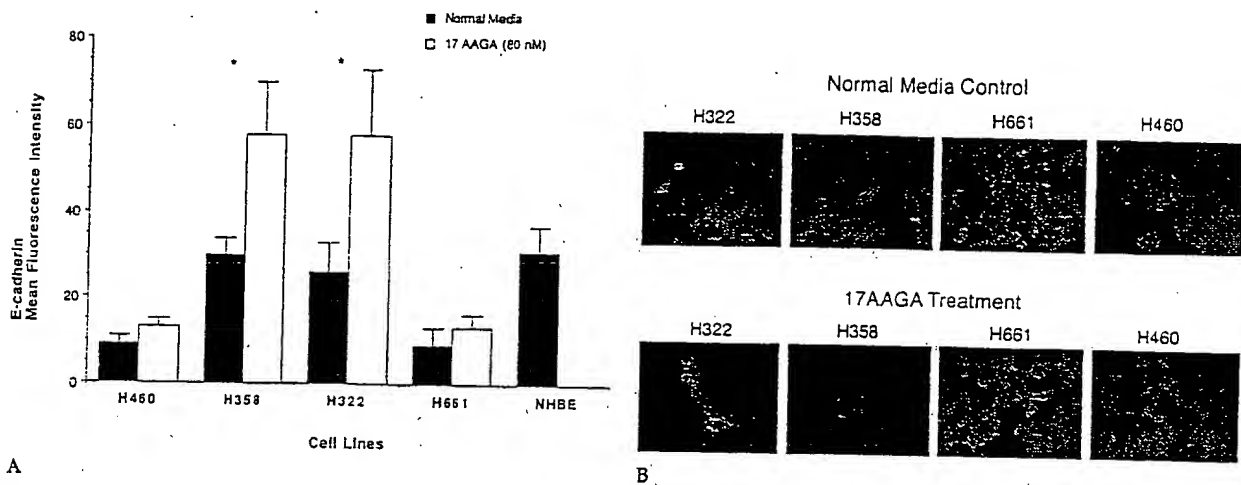 Normal Media
17 AAGA (80 nM)
80
60
40
20
0
E-cadherin
Mean Fluorescence Intensity
*
*
H460
H358
H322
H661
NHBE
Cell Lines
A
Normal Media Control
H322
H358
H661
H460
17AAGA Treatment
H322
H358
H661
H460
B